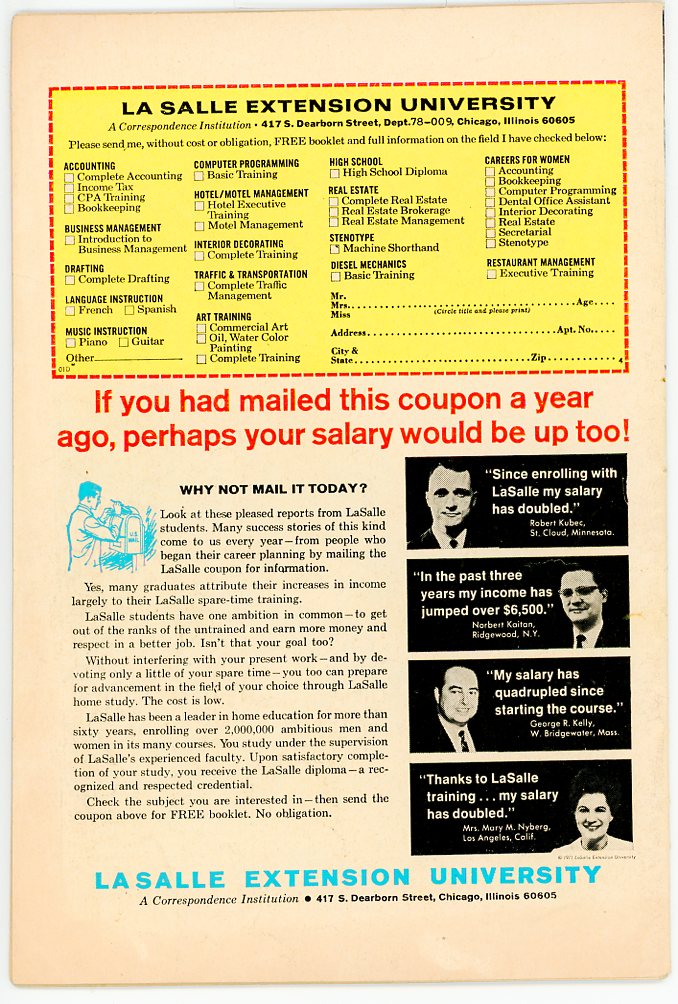 LA SALLE EXTENSION UNIVERSITY
A Correspondence Institution • 417 S. Dearborn Street, Dept.78-009, Chicago, Illinois 60605
Please send me, without cost or obligation, FREE booklet and full information on the field I have checked below:
ACCOUNTING
Complete Accounting
Income Tax
CPA Training
Bookkeeping
BUSINESS MANAGEMENT
Introduction to
Business Management
DRAFTING
Complete Drafting
LANGUAGE INSTRUCTION
French Spanish
MUSIC INSTRUCTION
Piano Guitar
Other
01D
COMPUTER PROGRAMMING
Basic Training
HOTEL/MOTEL MANAGEMENT
Hotel Executive
Training
Motel Management
INTERIOR DECORATING
Complete Training
TRAFFIC & TRANSPORTATION
Complete Traffic
Management
ART TRAINING
Commercial Art
Oil, Water Color
Painting
Complete Training
HIGH SCHOOL
High School Diploma
REAL ESTATE
Complete Real Estate
Real Estate Brokerage
Real Estate Management
STENOTYPE
Machine Shorthand
DIESEL MECHANICS
Basic Training
CAREERS FOR WOMEN
Accounting
Bookkeeping
Computer Programming
Dental Office Assistant
Interior Decorating
Real Estate
Secretarial
Stenotype
RESTAURANT MANAGEMENT
Executive Training
Mr.
Mrs. Age
Miss (Circle title and please print)
Address Apt. No.
City &
State Zip
If you had mailed this coupon a year
ago, perhaps your salary would be up too!
WHY NOT MAIL IT TODAY?
U.S.
MAIL
Look at these pleased reports from LaSalle
students. Many success stories of this kind
come to us every year—from people who
began their career planning by mailing the
LaSalle coupon for information.
Yes, many graduates attribute their increases in income
largely to their LaSalle spare-time training.
LaSalle students have one ambition in common—to get
out of the ranks of the untrained and earn more money and
respect in a better job. Isn't that your goal too?
Without interfering with your present work—and by de-
voting only a little of your spare time—you too can prepare
for advancement in the field of your choice through LaSalle
home study. The cost is low.
LaSalle has been a leader in home education for more than
sixty years, enrolling over 2,000,000 ambitious men and
women in its many courses. You study under the supervision
of LaSalle's experienced faculty. Upon satisfactory comple-
tion of your study, you receive the LaSalle diploma—a rec-
ognized and respected credential.
Check the subject you are interested in—then send the
coupon above for FREE booklet. No obligation.
"Since enrolling with
LaSalle my salary
has doubled."
Robert Kubec,
St. Cloud, Minnesota.
"In the past three
years my income has
jumped over $6,500."
Norbert Kaitan,
Ridgewood, N.Y.
"My salary has
quadrupled since
starting the course."
George R. Kelly,
W. Bridgewater, Mass.
"Thanks to LaSalle
training . . . my salary
has doubled."
Mrs. Mary M. Nyberg,
Los Angeles, Calif.
© 1971 LaSalle Extension University
LASALLE EXTENSION UNIVERSITY
A Correspondence Institution • 417 S. Dearborn Street, Chicago, Illinois 60605